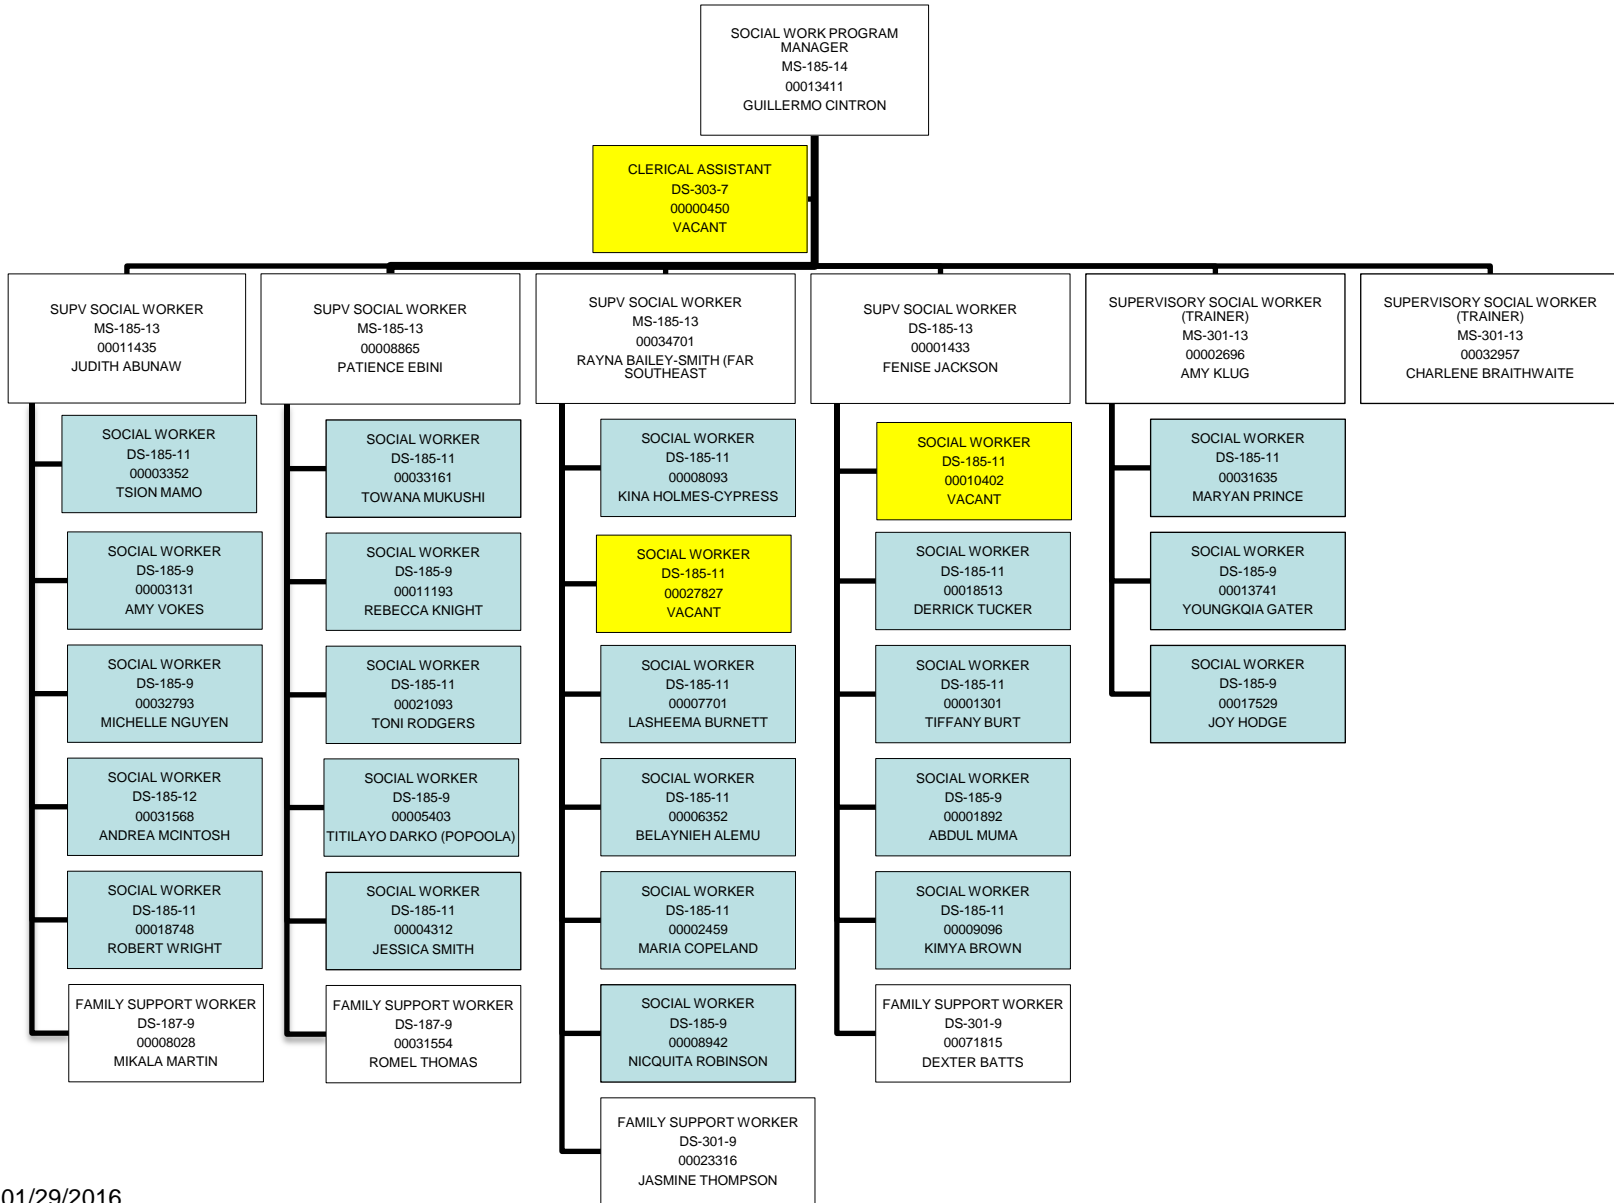 SOCIAL WORK PROGRAM
MANAGER
MS-185-14
00013411
GUILLERMO CINTRON
CLERICAL ASSISTANT
DS-303-7
00000450
VACANT
SUPV SOCIAL WORKER
MS-185-13
00011435
JUDITH ABUNAW
SUPV SOCIAL WORKER
MS-185-13
00008865
PATIENCE EBINI
SUPV SOCIAL WORKER
MS-185-13
00034701
RAYNA BAILEY-SMITH (FAR
SOUTHEAST
SUPV SOCIAL WORKER
DS-185-13
00001433
FENISE JACKSON
SUPERVISORY SOCIAL WORKER
(TRAINER)
MS-301-13
00002696
AMY KLUG
SUPERVISORY SOCIAL WORKER
(TRAINER)
MS-301-13
00032957
CHARLENE BRAITHWAITE
SOCIAL WORKER
DS-185-11
00003352
TSION MAMO
SOCIAL WORKER
DS-185-9
00003131
AMY VOKES
SOCIAL WORKER
DS-185-9
00032793
MICHELLE NGUYEN
SOCIAL WORKER
DS-185-12
00031568
ANDREA MCINTOSH
SOCIAL WORKER
DS-185-11
00018748
ROBERT WRIGHT
FAMILY SUPPORT WORKER
DS-187-9
00008028
MIKALA MARTIN
SOCIAL WORKER
DS-185-11
00033161
TOWANA MUKUSHI
SOCIAL WORKER
DS-185-9
00011193
REBECCA KNIGHT
SOCIAL WORKER
DS-185-11
00021093
TONI RODGERS
SOCIAL WORKER
DS-185-9
00005403
TITILAYO DARKO (POPOOLA)
SOCIAL WORKER
DS-185-11
00004312
JESSICA SMITH
FAMILY SUPPORT WORKER
DS-187-9
00031554
ROMEL THOMAS
SOCIAL WORKER
DS-185-11
00008093
KINA HOLMES-CYPRESS
SOCIAL WORKER
DS-185-11
00027827
VACANT
SOCIAL WORKER
DS-185-11
00007701
LASHEEMA BURNETT
SOCIAL WORKER
DS-185-11
00006352
BELAYNIEH ALEMU
SOCIAL WORKER
DS-185-11
00002459
MARIA COPELAND
SOCIAL WORKER
DS-185-9
00008942
NICQUITA ROBINSON
FAMILY SUPPORT WORKER
DS-301-9
00023316
JASMINE THOMPSON
SOCIAL WORKER
DS-185-11
00010402
VACANT
SOCIAL WORKER
DS-185-11
00018513
DERRICK TUCKER
SOCIAL WORKER
DS-185-11
00001301
TIFFANY BURT
SOCIAL WORKER
DS-185-9
00001892
ABDUL MUMA
SOCIAL WORKER
DS-185-11
00009096
KIMYA BROWN
FAMILY SUPPORT WORKER
DS-301-9
00071815
DEXTER BATTS
SOCIAL WORKER
DS-185-11
00031635
MARYAN PRINCE
SOCIAL WORKER
DS-185-9
00013741
YOUNGKQIA GATER
SOCIAL WORKER
DS-185-9
00017529
JOY HODGE
01/29/2016